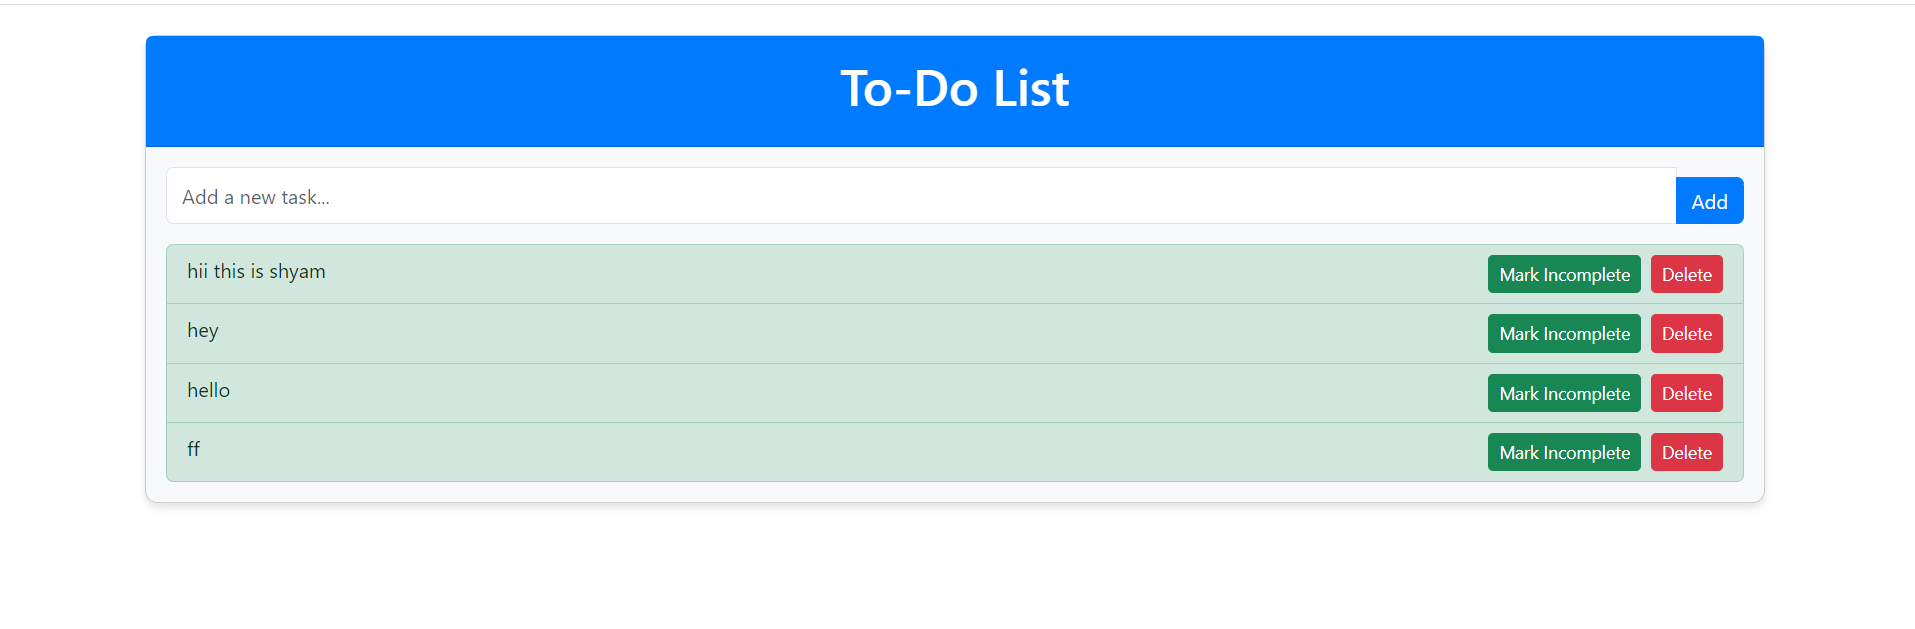 To-Do List
Add a new task...
Add
hii this is shyam Mark Incomplete Delete
hey Mark Incomplete Delete
hello Mark Incomplete Delete
ff Mark Incomplete Delete